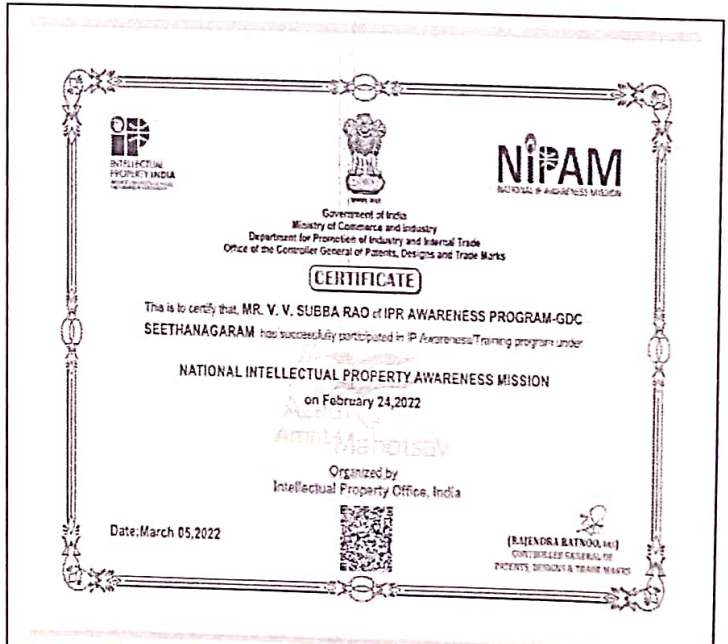 INTELLECTUAL
PROPERTY INDIA
NiPAM
NATIONAL IP AWARENESS MISSION
Government of India
Ministry of Commerce and Industry
Department for Promotion of Industry and Internal Trade
Office of the Controller General of Patents, Designs and Trade Marks
CERTIFICATE
This is to certify that, MR. V. V. SUBBA RAO of IPR AWARENESS PROGRAM-GDC
SEETHANAGARAM has successfully participated in IP Awareness/Training program under
NATIONAL INTELLECTUAL PROPERTY AWARENESS MISSION
on February 24,2022
Azadi Ka
Amrit Mahotsav
Organized by
Intellectual Property Office, India
Date:March 05,2022
(RAJENDRA RATNOO, IAS)
CONTROLLER GENERAL OF
PATENTS, DESIGNS & TRADE MARKS